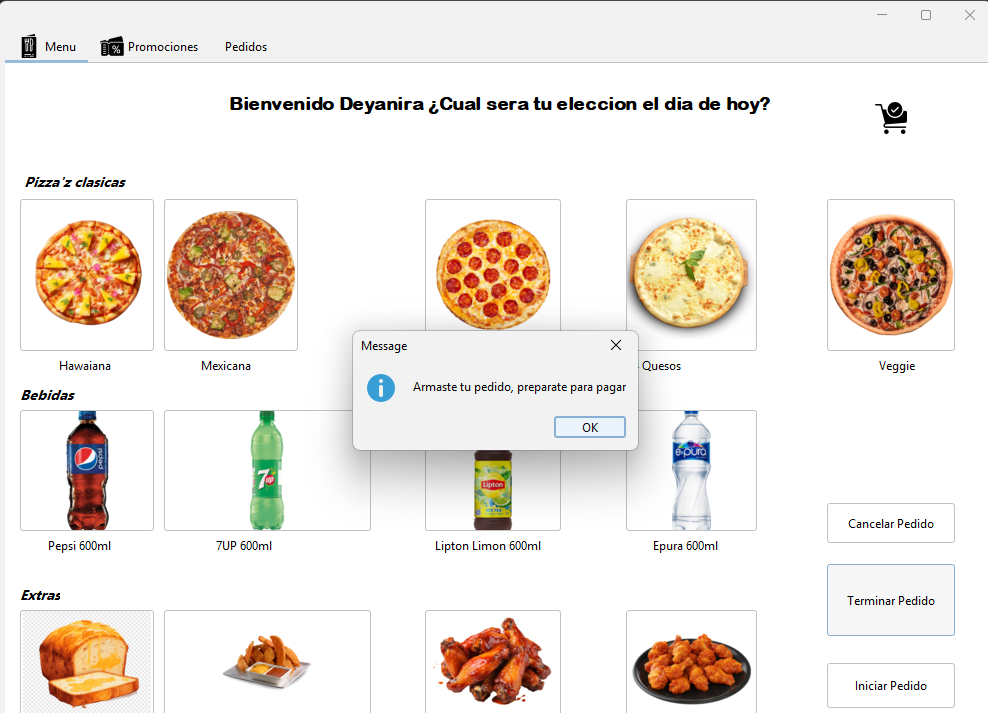 Menu
Promociones
Pedidos
Bienvenido Deyanira ¿Cual sera tu eleccion el dia de hoy?
Pizza'z clasicas
Message
Armaste tu pedido, preparate para pagar
OK
Hawaiana
Mexicana
Quesos
Veggie
Bebidas
pepsi
7up
Lipton
e-pura
Pepsi 600ml
7UP 600ml
Lipton Limon 600ml
Epura 600ml
Cancelar Pedido
Terminar Pedido
Iniciar Pedido
Extras